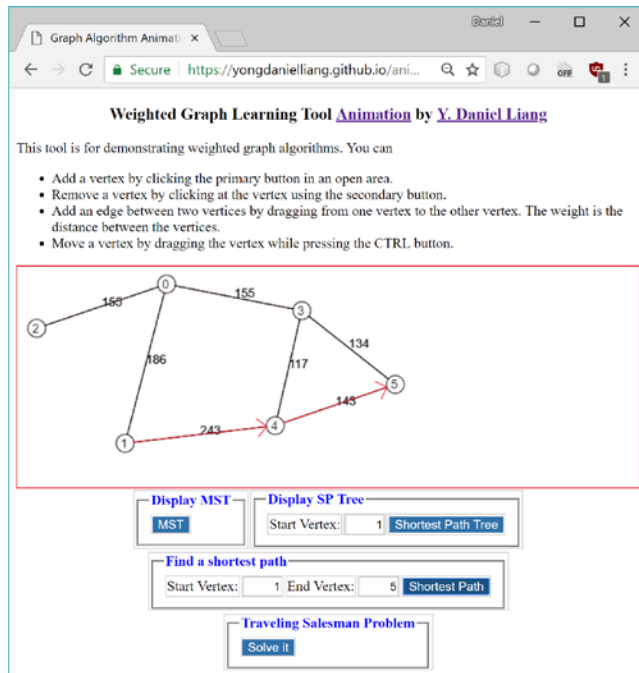 Daniel
Graph Algorithm Animati
Secure https://yongdanielliang.github.io/ani...
OFF
1
Weighted Graph Learning Tool Animation by Y. Daniel Liang
This tool is for demonstrating weighted graph algorithms. You can
• Add a vertex by clicking the primary button in an open area.
• Remove a vertex by clicking at the vertex using the secondary button.
• Add an edge between two vertices by dragging from one vertex to the other vertex. The weight is the
distance between the vertices.
• Move a vertex by dragging the vertex while pressing the CTRL button.
0
155
155
3
2
134
186
117
5
143
243
4
1
Display MST
MST
Display SP Tree
Start Vertex: 1 Shortest Path Tree
Find a shortest path
Start Vertex: 1 End Vertex: 5 Shortest Path
Traveling Salesman Problem
Solve it